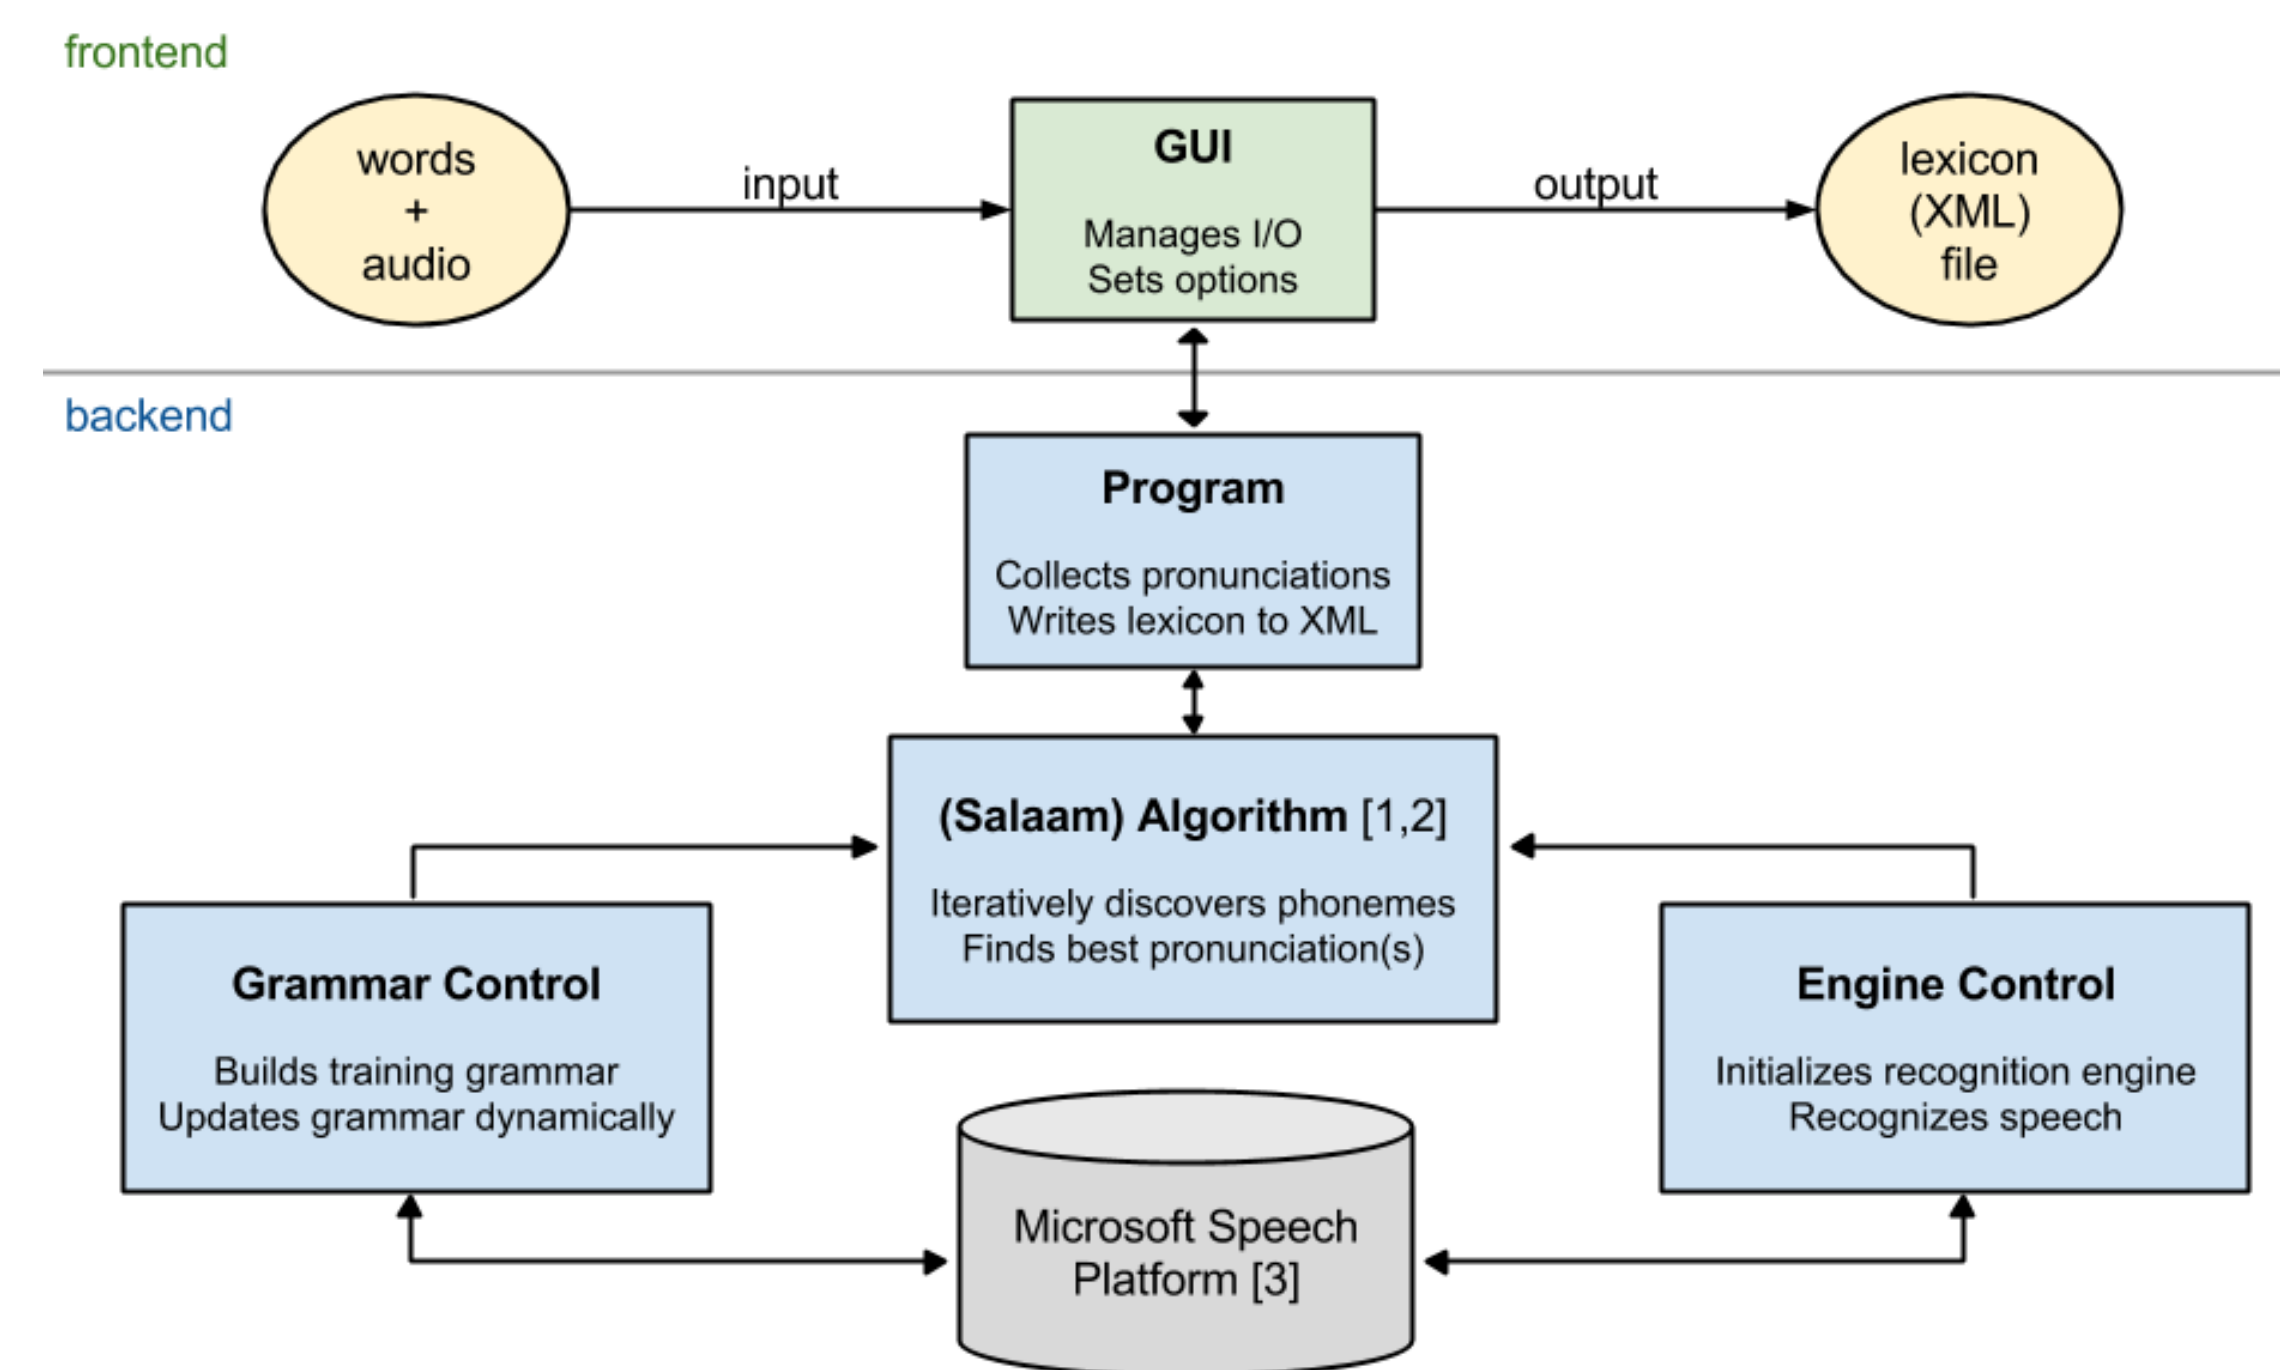 frontend
words
+
audio
input
GUI
Manages I/O
Sets options
output
lexicon
(XML)
file
backend
Program
Collects pronunciations
Writes lexicon to XML
(Salaam) Algorithm [1,2]
Iteratively discovers phonemes
Finds best pronunciation(s)
Grammar Control
Builds training grammar
Updates grammar dynamically
Engine Control
Initializes recognition engine
Recognizes speech
Microsoft Speech
Platform [3]